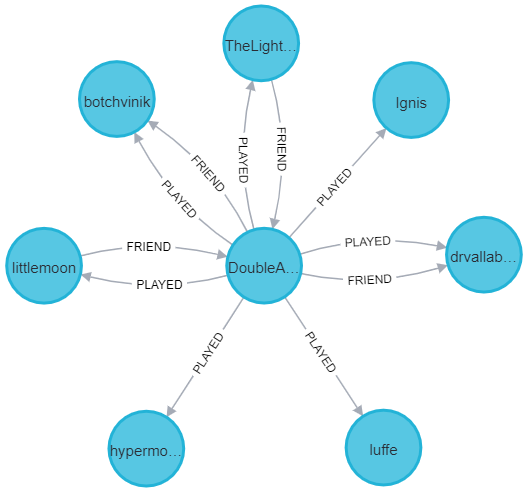 TheLight...
botchvinik
Ignis
PLAYED
FRIEND
FRIEND
PLAYED
PLAYED
littlemoon
FRIEND
PLAYED
DoubleA...
PLAYED
FRIEND
drvallab...
PLAYED
PLAYED
hypermo...
luffe